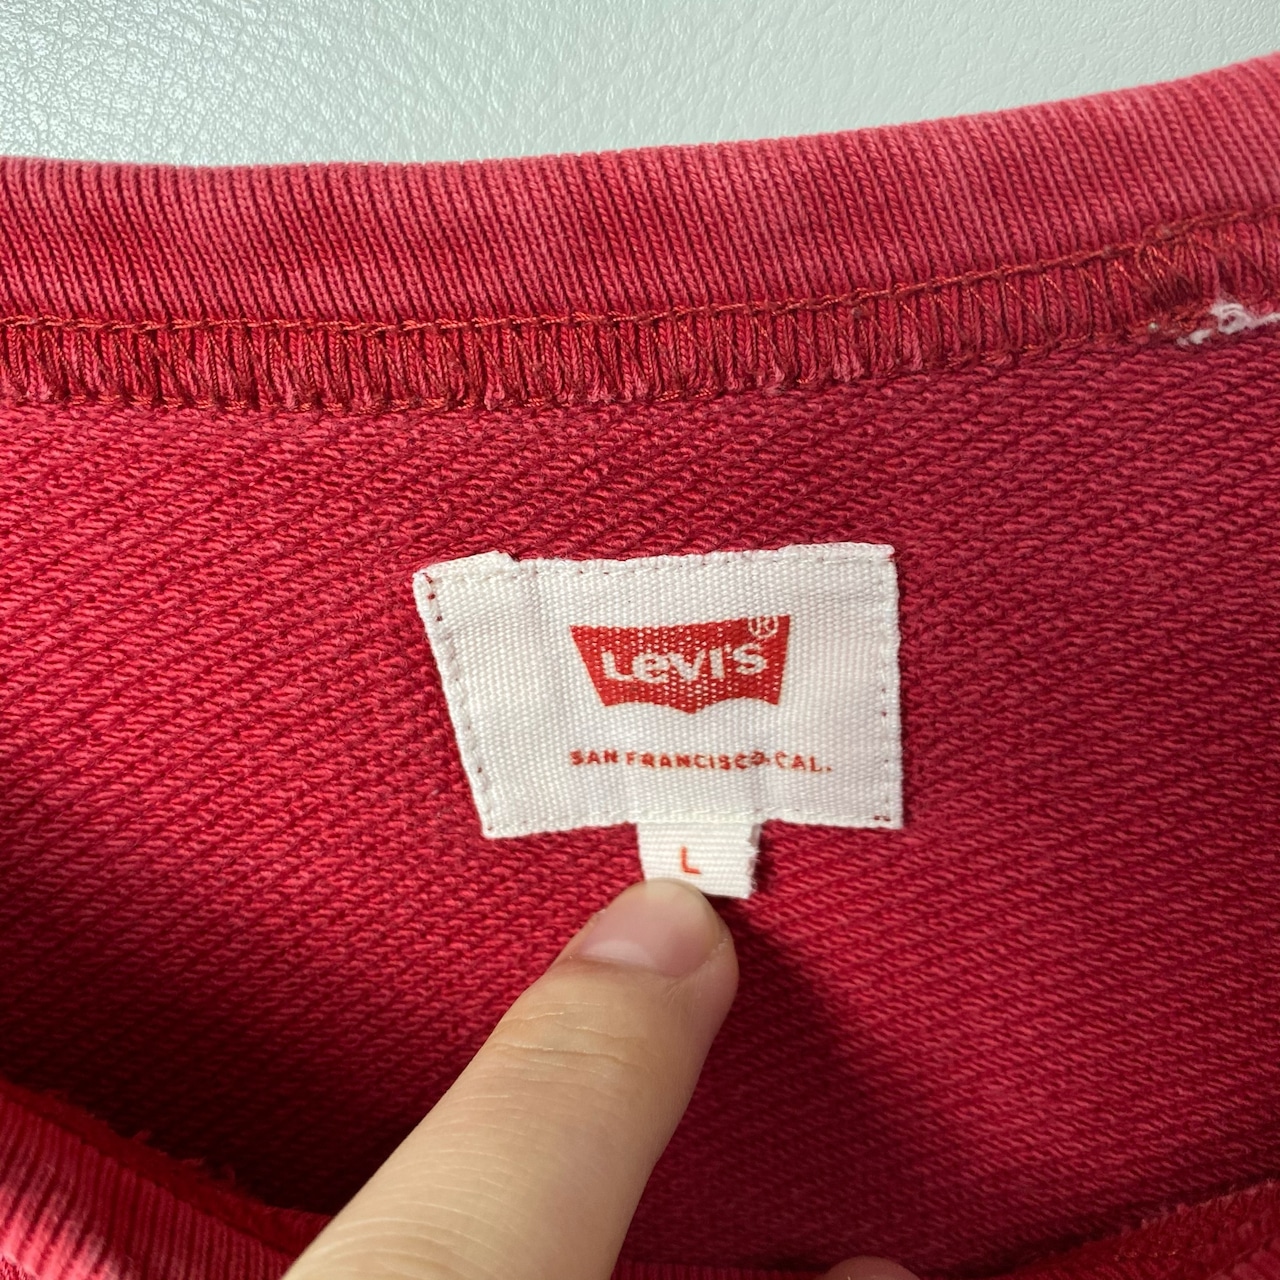 Levi's®
SAN FRANCISCO, CAL.
L